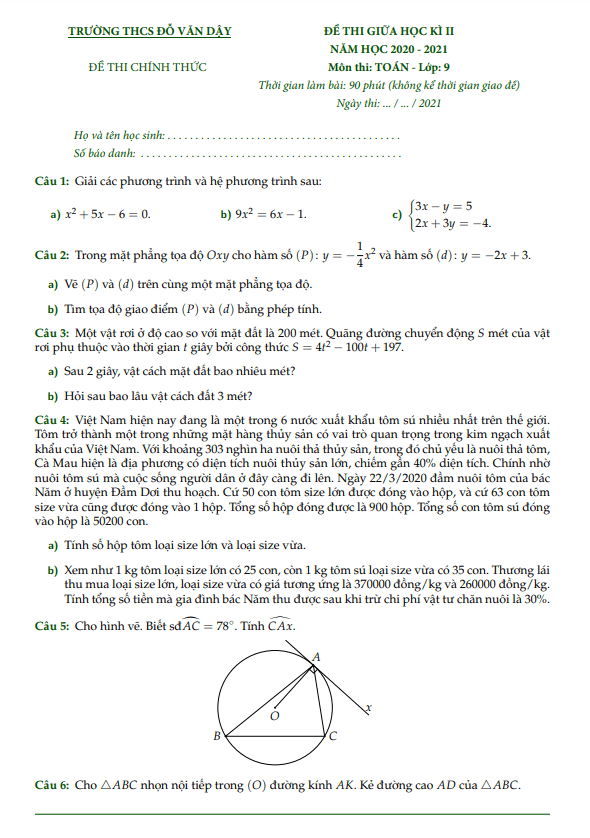 TRƯỜNG THCS ĐỖ VĂN DẬY
ĐỀ THI CHÍNH THỨC
ĐỀ THI GIỮA HỌC KÌ II
NĂM HỌC 2020 - 2021
Môn thi: TOÁN - Lớp: 9
Thời gian làm bài: 90 phút (không kể thời gian giao đề)
Ngày thi: ... / ... / 2021
Họ và tên học sinh: . . . . . . . . . . . . . . . . . . . . . . . . . . . . . . . . . . . . . . . . . .
Số báo danh: . . . . . . . . . . . . . . . . . . . . . . . . . . . . . . . . . . . . . . . . . . . . . . .
Câu 1: Giải các phương trình và hệ phương trình sau:
a) x² + 5x − 6 = 0. b) 9x² = 6x − 1. c) {3x − y = 5
2x + 3y = −4.
Câu 2: Trong mặt phẳng tọa độ Oxy cho hàm số (P): y = −1/4x² và hàm số (d): y = −2x + 3.
a) Vẽ (P) và (d) trên cùng một mặt phẳng tọa độ.
b) Tìm tọa độ giao điểm (P) và (d) bằng phép tính.
Câu 3: Một vật rơi ở độ cao so với mặt đất là 200 mét. Quãng đường chuyển động S mét của vật
rơi phụ thuộc vào thời gian t giây bởi công thức S = 4t² − 100t + 197.
a) Sau 2 giây, vật cách mặt đất bao nhiêu mét?
b) Hỏi sau bao lâu vật cách đất 3 mét?
Câu 4: Việt Nam hiện nay đang là một trong 6 nước xuất khẩu tôm sú nhiều nhất trên thế giới.
Tôm trở thành một trong những mặt hàng thủy sản có vai trò quan trọng trong kim ngạch xuất
khẩu của Việt Nam. Với khoảng 303 nghìn ha nuôi thả thủy sản, trong đó chủ yếu là nuôi thả tôm,
Cà Mau hiện là địa phương có diện tích nuôi thủy sản lớn, chiếm gần 40% diện tích. Chính nhờ
nuôi tôm sú mà cuộc sống người dân ở đây càng đi lên. Ngày 22/3/2020 đầm nuôi tôm của bác
Năm ở huyện Đầm Dơi thu hoạch. Cứ 50 con tôm size lớn được đóng vào hộp, và cứ 63 con tôm
size vừa cũng được đóng vào 1 hộp. Tổng số hộp đóng được là 900 hộp. Tổng số con tôm sú đóng
vào hộp là 50200 con.
a) Tính số hộp tôm loại size lớn và loại size vừa.
b) Xem như 1 kg tôm loại size lớn có 25 con, còn 1 kg tôm sú loại size vừa có 35 con. Thương lái
thu mua loại size lớn, loại size vừa có giá tương ứng là 370000 đồng/kg và 260000 đồng/kg.
Tính tổng số tiền mà gia đình bác Năm thu được sau khi trừ chi phí vật tư chăn nuôi là 30%.
Câu 5: Cho hình vẽ. Biết sđAC = 78°. Tính CAx.
A
x
O
B
C
Câu 6: Cho △ABC nhọn nội tiếp trong (O) đường kính AK. Kẻ đường cao AD của △ABC.